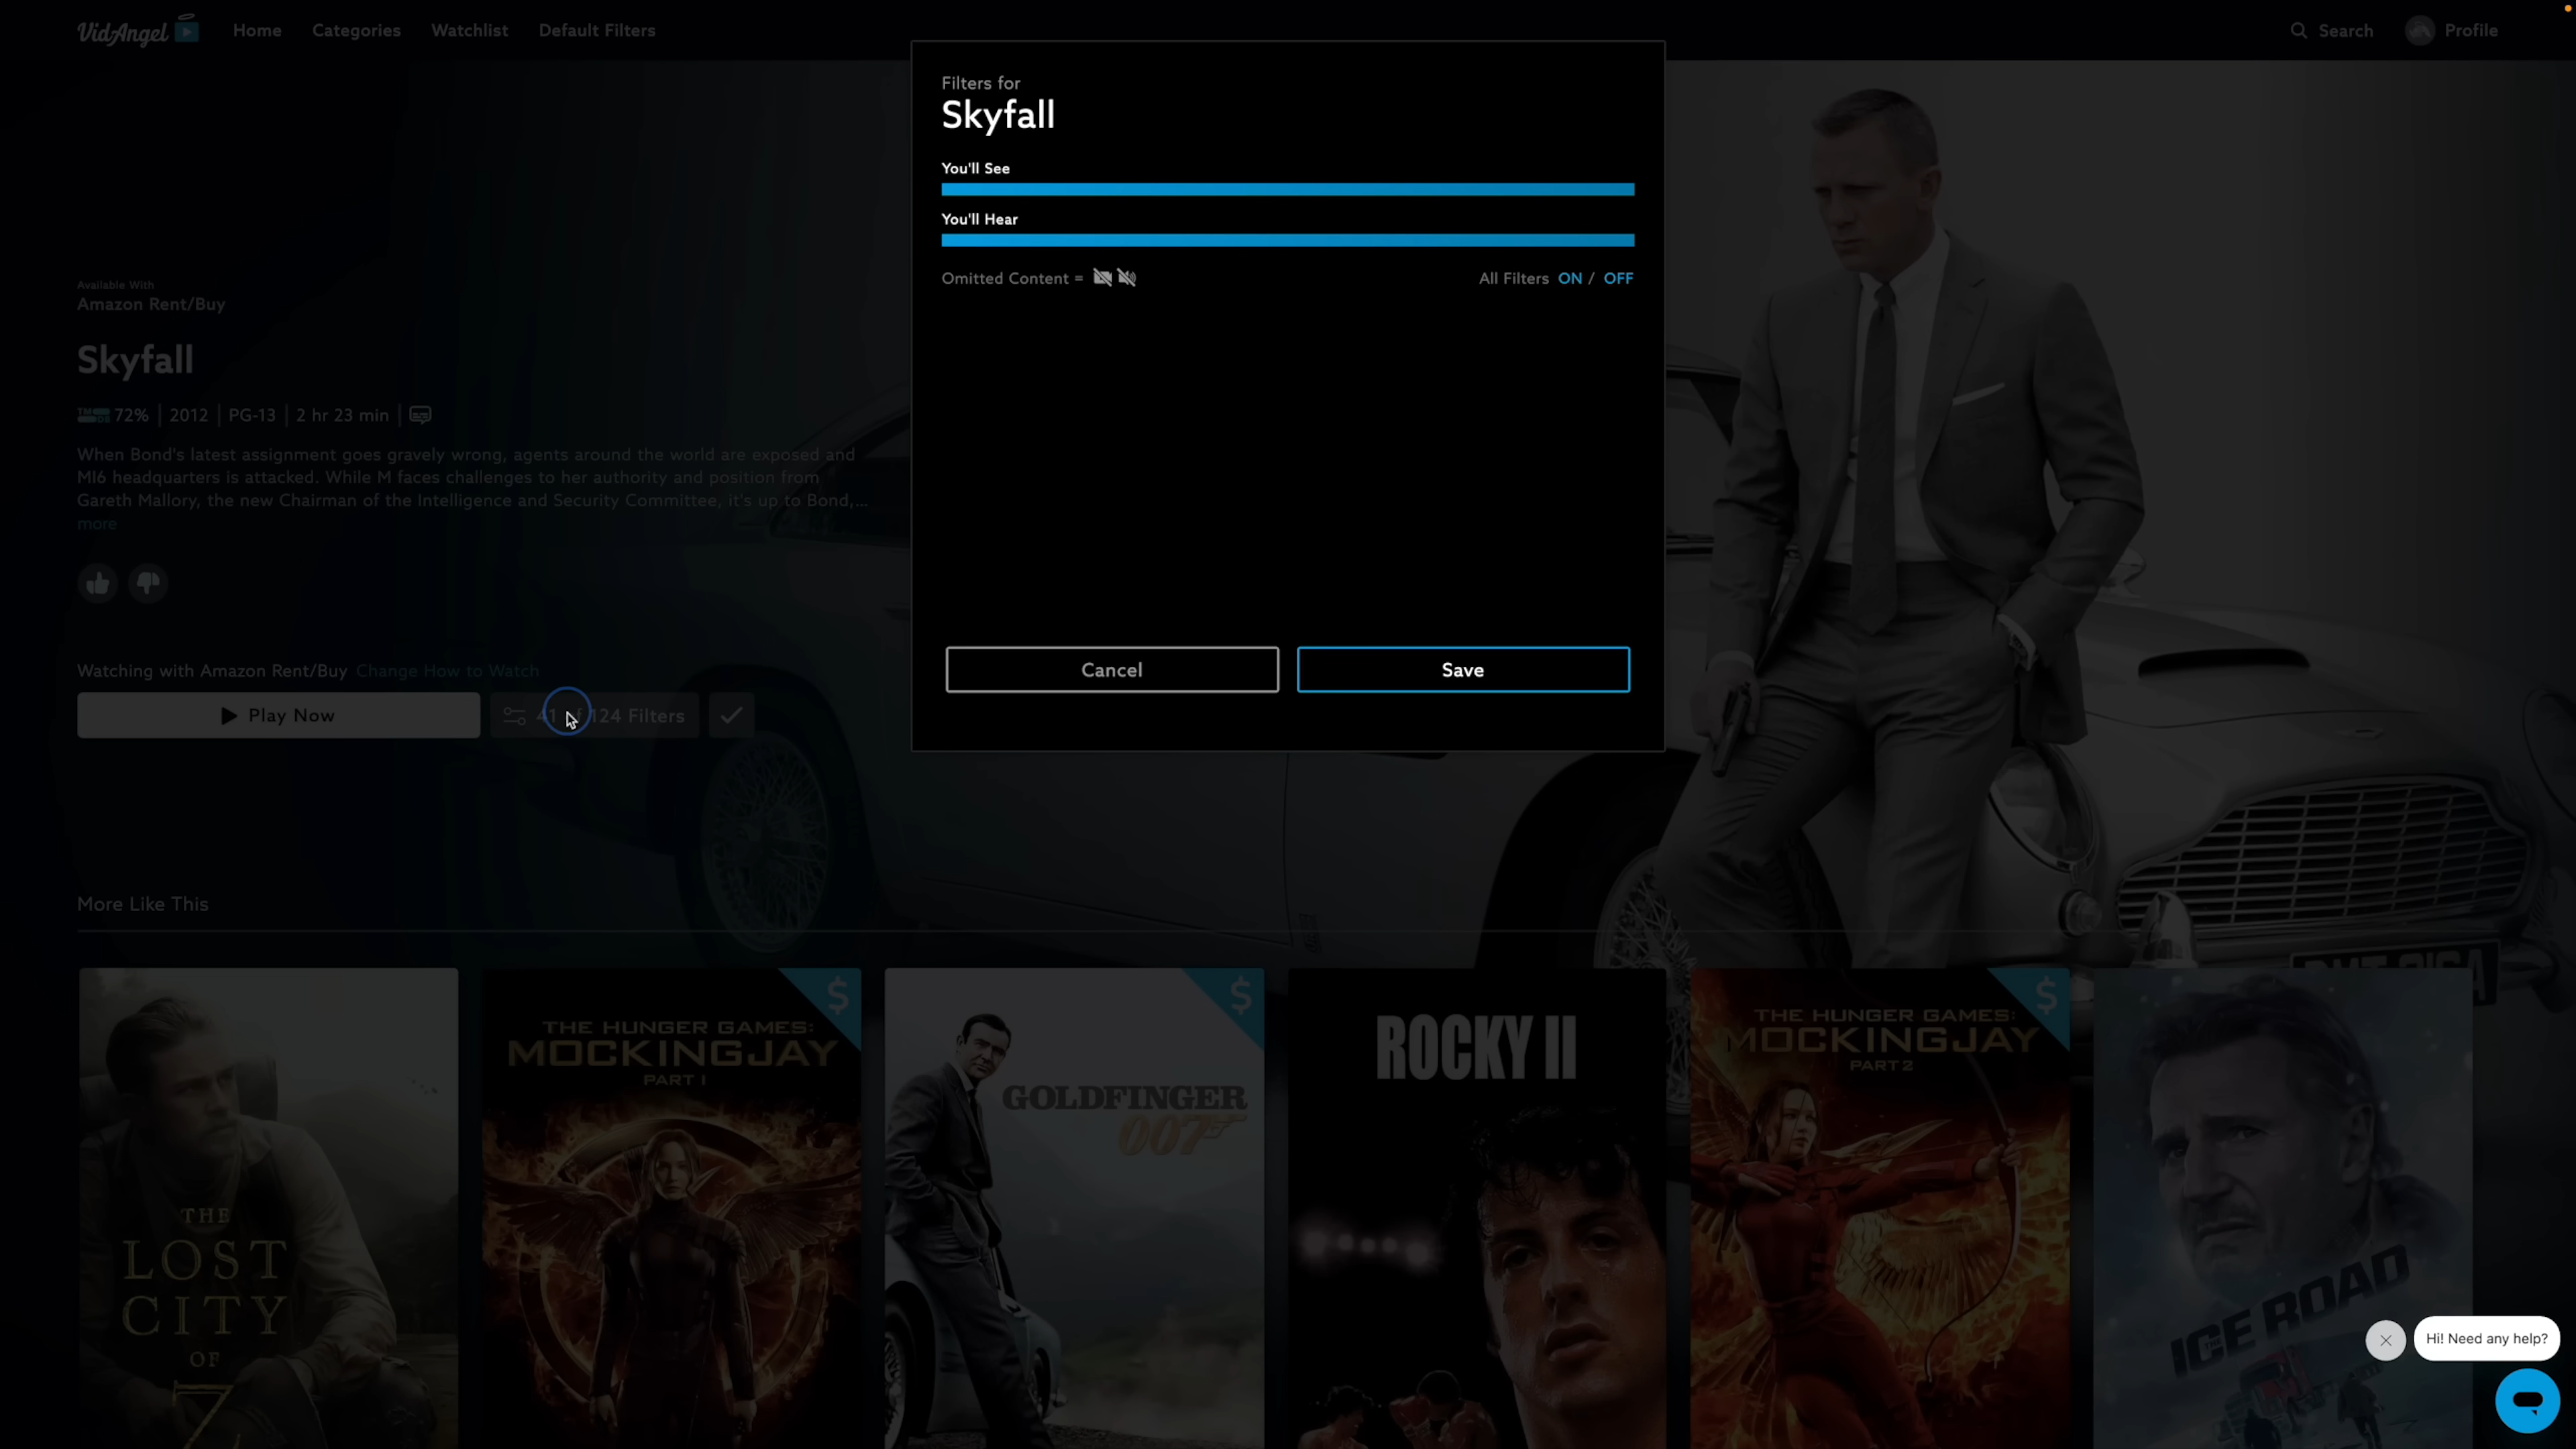 VidAngel
Home
Categories
Watchlist
Default Filters
Search
Profile
Filters for
Skyfall
You'll See
You'll Hear
Omitted Content =
All Filters ON / OFF
Cancel
Save
Available With
Amazon Rent/Buy
Skyfall
72% | 2012 | PG-13 | 2 hr 23 min |
When Bond's latest assignment goes gravely wrong, agents around the world are exposed and
MI6 headquarters is attacked. While M faces challenges to her authority and position from
Gareth Mallory, the new Chairman of the Intelligence and Security Committee, it's up to Bond,...
more
Watching with Amazon Rent/Buy Change How to Watch
Play Now
41 of 124 Filters
More Like This
THE
LOST
CITY
OF
Z
$
THE HUNGER GAMES:
MOCKINGJAY
PART 1
$
GOLDFINGER
007
ROCKY II
$
THE HUNGER GAMES:
MOCKINGJAY
PART 2
ICE ROAD
Hi! Need any help?